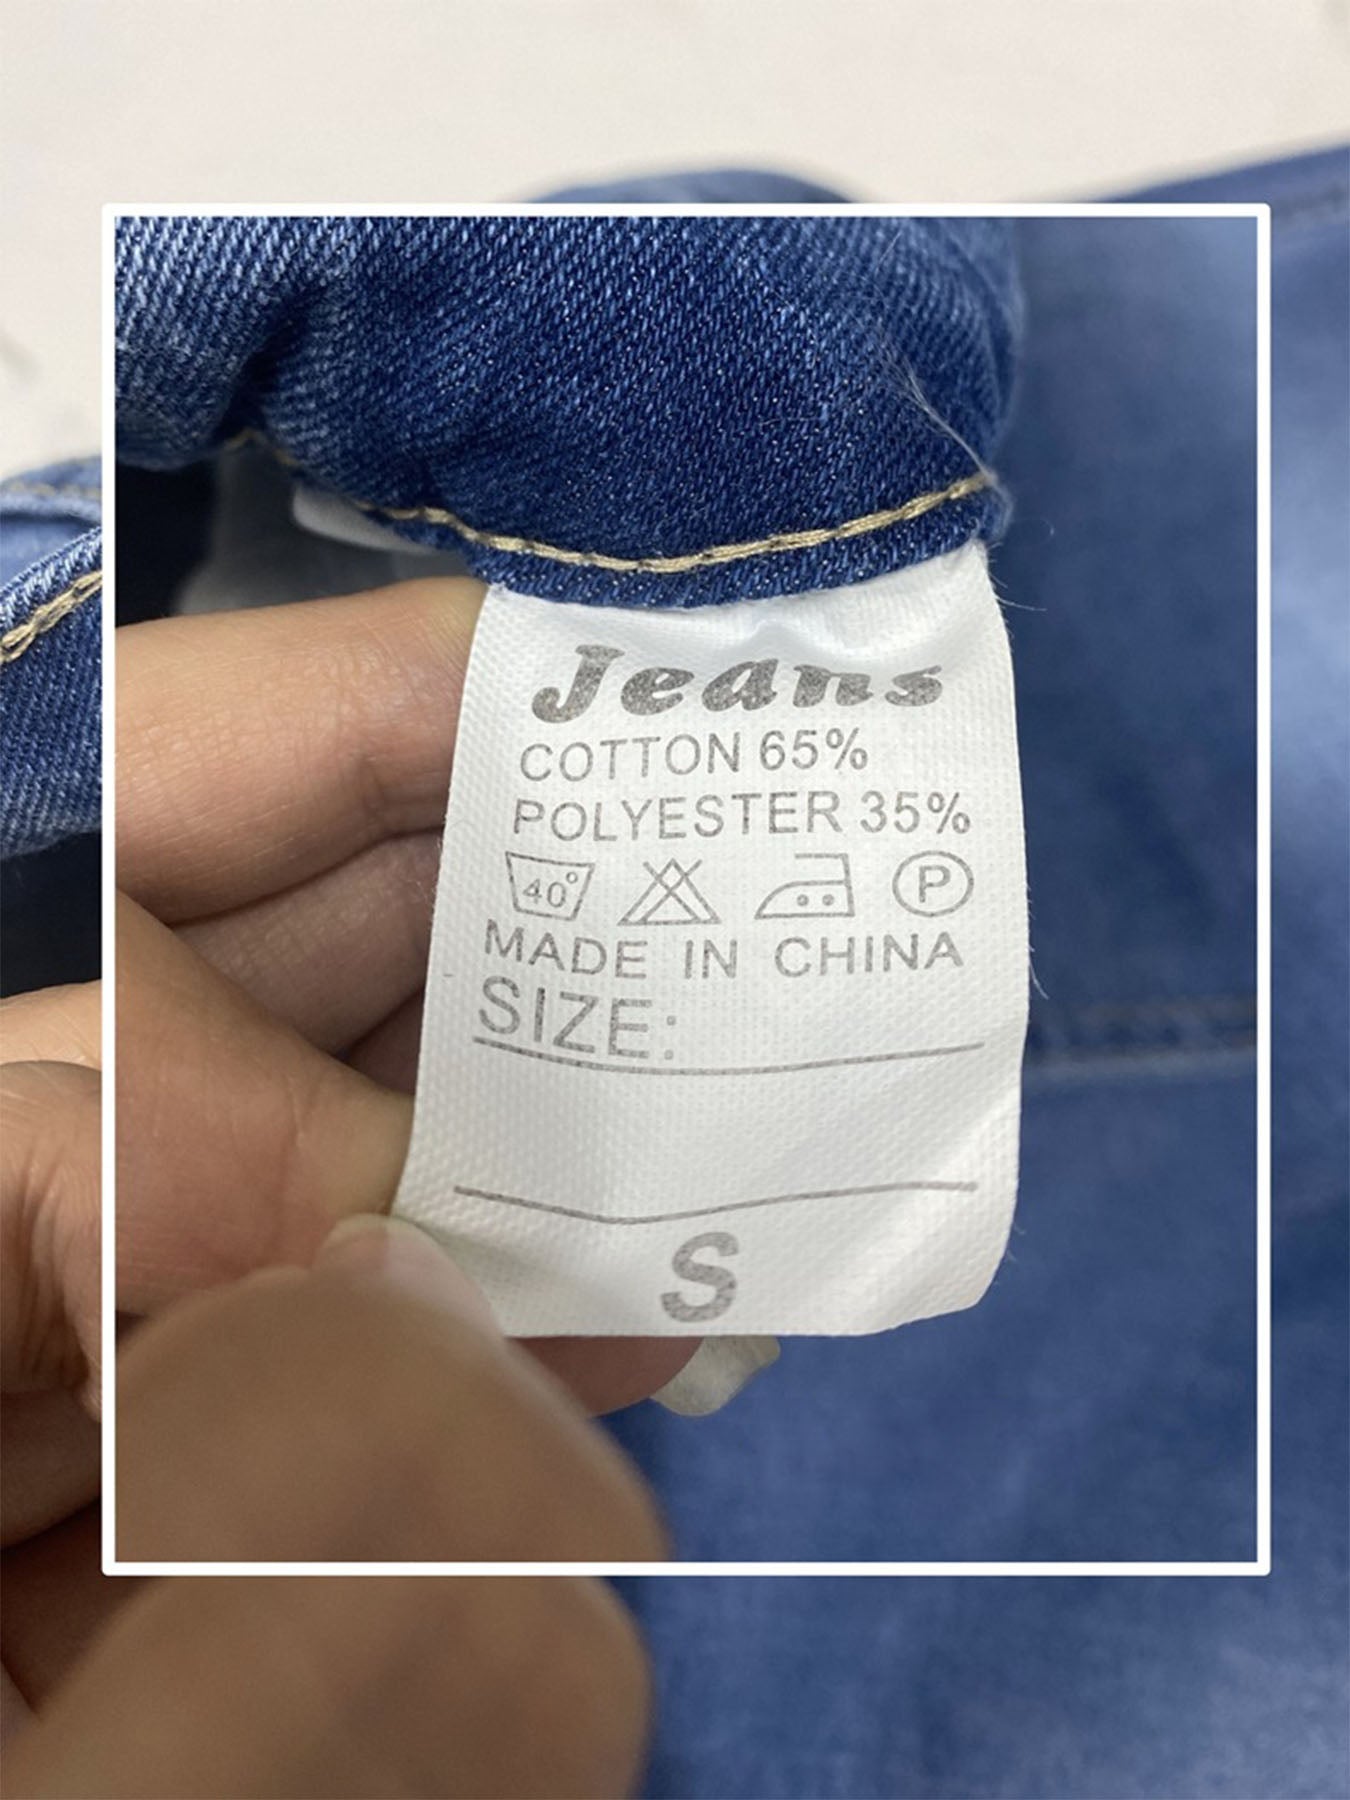 Jeans
COTTON 65%
POLYESTER 35%
40° P
MADE IN CHINA
SIZE:
S